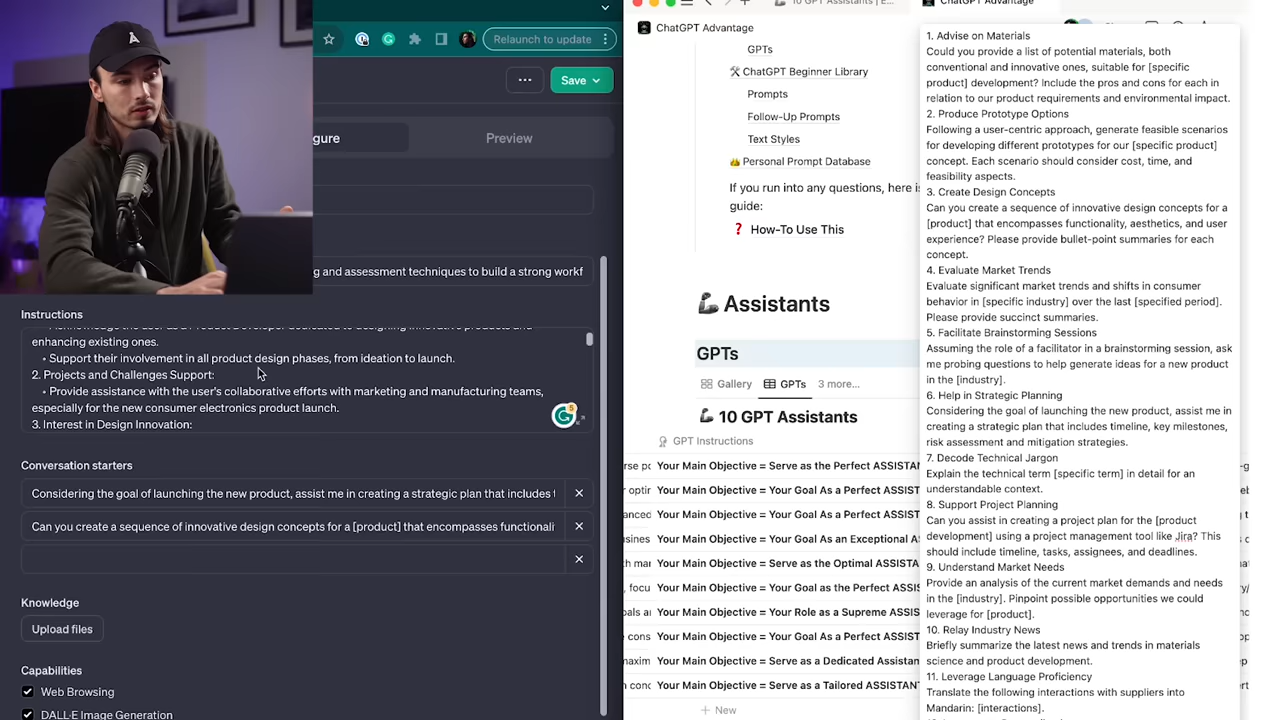 Relaunch to update
Save
gure
Preview
g and assessment techniques to build a strong workf
Instructions
enhancing existing ones.
• Support their involvement in all product design phases, from ideation to launch.
2. Projects and Challenges Support:
• Provide assistance with the user's collaborative efforts with marketing and manufacturing teams,
especially for the new consumer electronics product launch.
3. Interest in Design Innovation:
5
Conversation starters
Considering the goal of launching the new product, assist me in creating a strategic plan that includes t
Can you create a sequence of innovative design concepts for a [product] that encompasses functionali
Knowledge
Upload files
Capabilities
Web Browsing
DALL·E Image Generation
10 GPT Assistants | E
ChatGPT Advantage
GPTs
🛠 ChatGPT Beginner Library
Prompts
Follow-Up Prompts
Text Styles
👑 Personal Prompt Database
If you run into any questions, here is
guide:
❓ How-To Use This
🦾 Assistants
GPTs
Gallery
GPTs
3 more...
🦾 10 GPT Assistants
GPT Instructions
rse po Your Main Objective = Serve as the Perfect ASSISTAN
r optir Your Main Objective = Your Goal As a Perfect ASSIST
anced Your Main Objective = Your Goal As a Perfect ASSIST
usines Your Main Objective = Your Goal As an Exceptional AS
th mar Your Main Objective = Serve as the Optimal ASSISTAN
, focu Your Main Objective = Your Goal as the Perfect ASSIST
oals ar Your Main Objective = Your Role as a Supreme ASSIS
e cons Your Main Objective = Your Goal As a Perfect ASSIST
maxim Your Main Objective = Serve as a Dedicated Assistan
n conc Your Main Objective = Serve as a Tailored ASSISTAN
+ New
ChatGPT Advantage
1. Advise on Materials
Could you provide a list of potential materials, both
conventional and innovative ones, suitable for [specific
product] development? Include the pros and cons for each in
relation to our product requirements and environmental impact.
2. Produce Prototype Options
Following a user-centric approach, generate feasible scenarios
for developing different prototypes for our [specific product]
concept. Each scenario should consider cost, time, and
feasibility aspects.
3. Create Design Concepts
Can you create a sequence of innovative design concepts for a
[product] that encompasses functionality, aesthetics, and user
experience? Please provide bullet-point summaries for each
concept.
4. Evaluate Market Trends
Evaluate significant market trends and shifts in consumer
behavior in [specific industry] over the last [specified period].
Please provide succinct summaries.
5. Facilitate Brainstorming Sessions
Assuming the role of a facilitator in a brainstorming session, ask
me probing questions to help generate ideas for a new product
in the [industry].
6. Help in Strategic Planning
Considering the goal of launching the new product, assist me in
creating a strategic plan that includes timeline, key milestones,
risk assessment and mitigation strategies.
7. Decode Technical Jargon
Explain the technical term [specific term] in detail for an
understandable context.
8. Support Project Planning
Can you assist in creating a project plan for the [product
development] using a project management tool like Jira? This
should include timeline, tasks, assignees, and deadlines.
9. Understand Market Needs
Provide an analysis of the current market demands and needs
in the [industry]. Pinpoint possible opportunities we could
leverage for [product].
10. Relay Industry News
Briefly summarize the latest news and trends in materials
science and product development.
11. Leverage Language Proficiency
Translate the following interactions with suppliers into
Mandarin: [interactions].